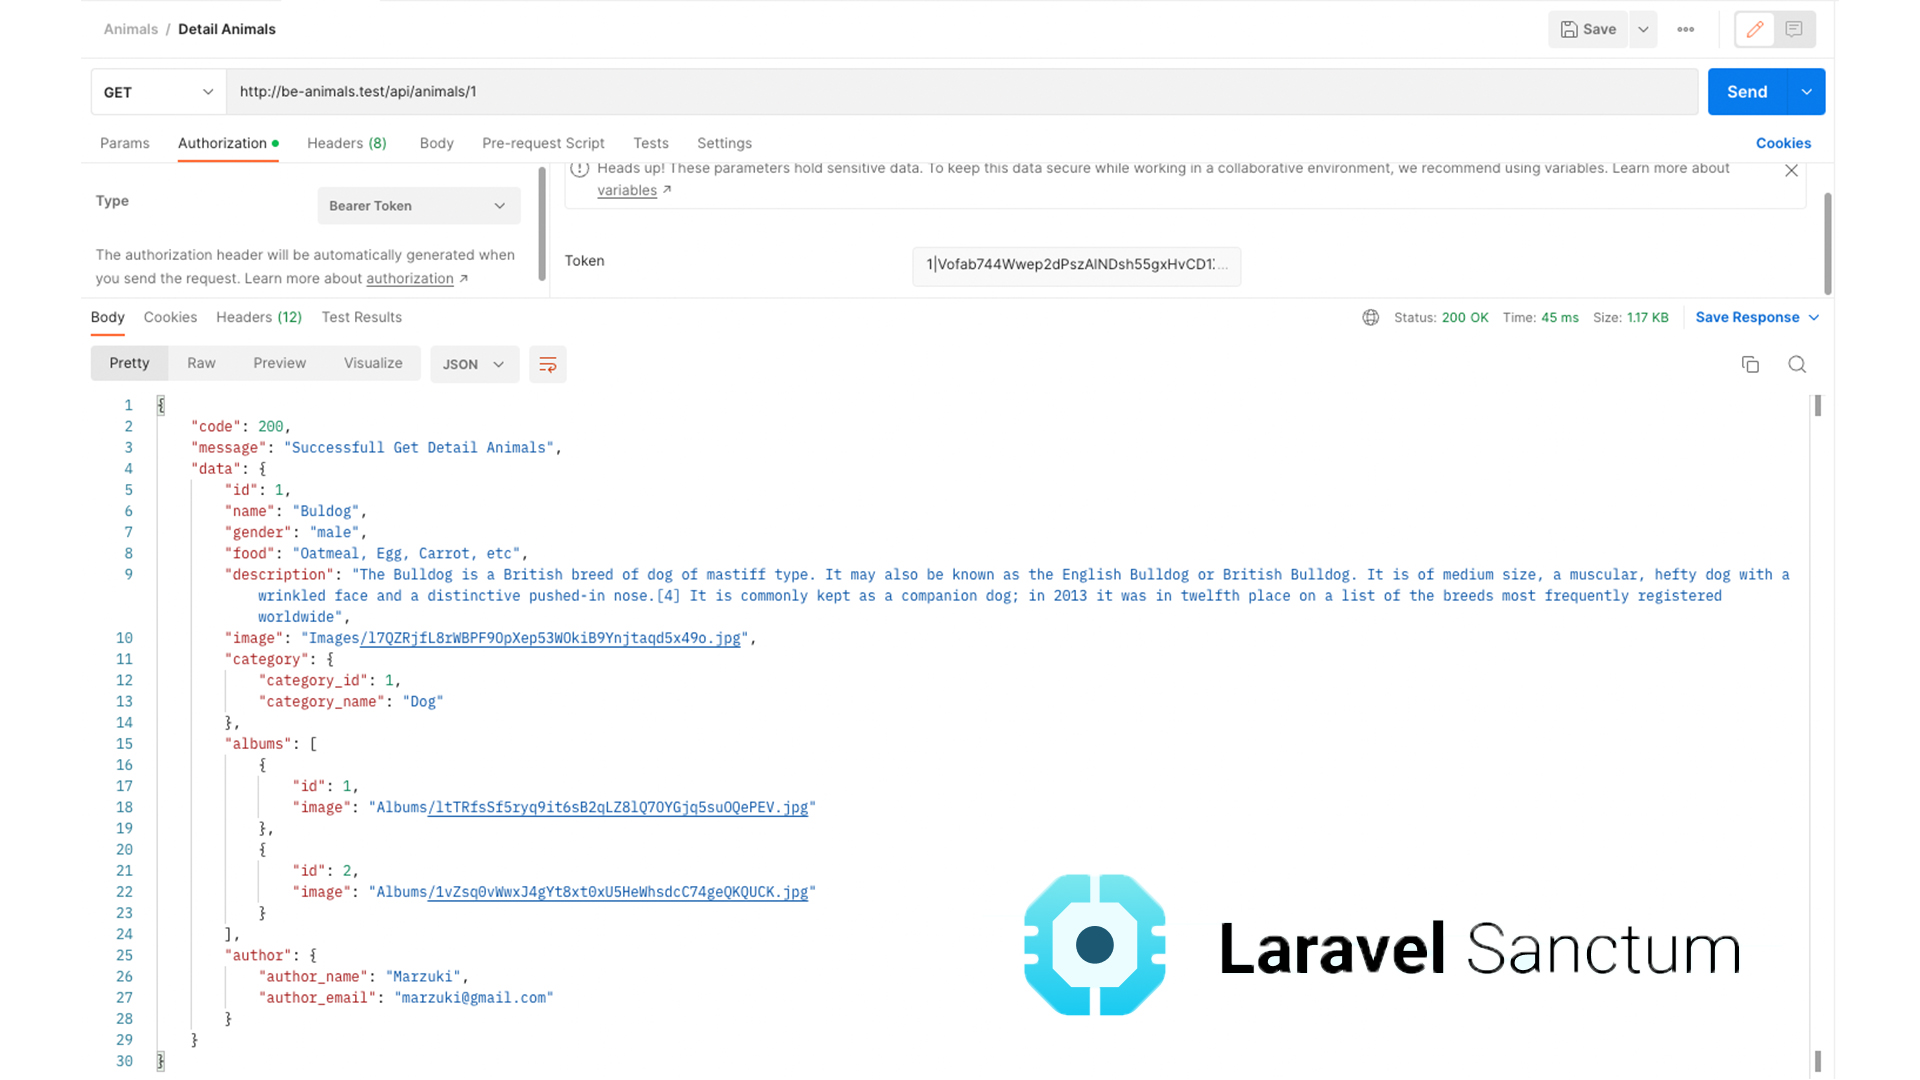 Animals / Detail Animals
Save
GET http://be-animals.test/api/animals/1 Send
Params Authorization Headers (8) Body Pre-request Script Tests Settings Cookies
Heads up! These parameters hold sensitive data. To keep this data secure while working in a collaborative environment, we recommend using variables. Learn more about
variables ↗
Type Bearer Token
The authorization header will be automatically generated when
you send the request. Learn more about authorization ↗
Token 1|Vofab744Wwep2dPszAlNDsh55gxHvCD1...
Body Cookies Headers (12) Test Results Status: 200 OK Time: 45 ms Size: 1.17 KB Save Response
Pretty Raw Preview Visualize JSON
1 {
2 "code": 200,
3 "message": "Successfull Get Detail Animals",
4 "data": {
5 "id": 1,
6 "name": "Buldog",
7 "gender": "male",
8 "food": "Oatmeal, Egg, Carrot, etc",
9 "description": "The Bulldog is a British breed of dog of mastiff type. It may also be known as the English Bulldog or British Bulldog. It is of medium size, a muscular, hefty dog with a
wrinkled face and a distinctive pushed-in nose.[4] It is commonly kept as a companion dog; in 2013 it was in twelfth place on a list of the breeds most frequently registered
worldwide",
10 "image": "Images/l7QZRjfL8rWBPF9OpXep53WOkiB9Ynjtaqd5x49o.jpg",
11 "category": {
12 "category_id": 1,
13 "category_name": "Dog"
14 },
15 "albums": [
16 {
17 "id": 1,
18 "image": "Albums/ltTRfsSf5ryq9it6sB2qLZ8lQ7OYGjq5suOQePEV.jpg"
19 },
20 {
21 "id": 2,
22 "image": "Albums/1vZsq0vWwxJ4gYt8xt0xU5HeWhsdcC74geQKQUCK.jpg"
23 }
24 ],
25 "author": {
26 "author_name": "Marzuki",
27 "author_email": "marzuki@gmail.com"
28 }
29 }
30 }
Laravel Sanctum